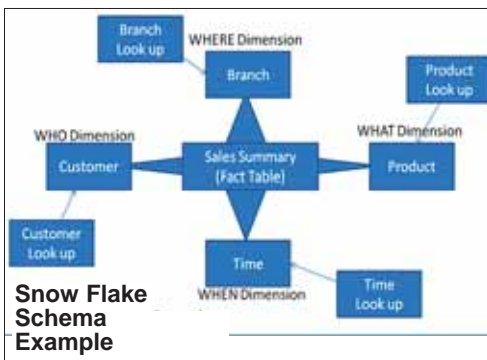 Branch
Look up
WHERE Dimension
Branch
Product
Look up
WHO Dimension
WHAT Dimension
Customer
Sales Summary
(Fact Table)
Product
Customer
Look up
Time
WHEN Dimension
Time
Look up
Snow Flake
Schema
Example